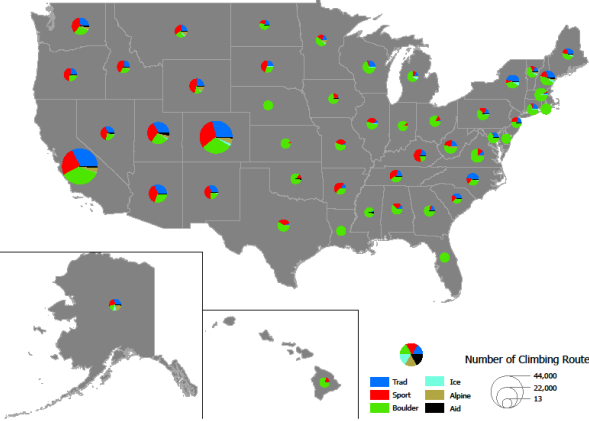 Number of Climbing Route
Trad
Ice
44,000
Sport
Alpine
22,000
Boulder
Aid
13